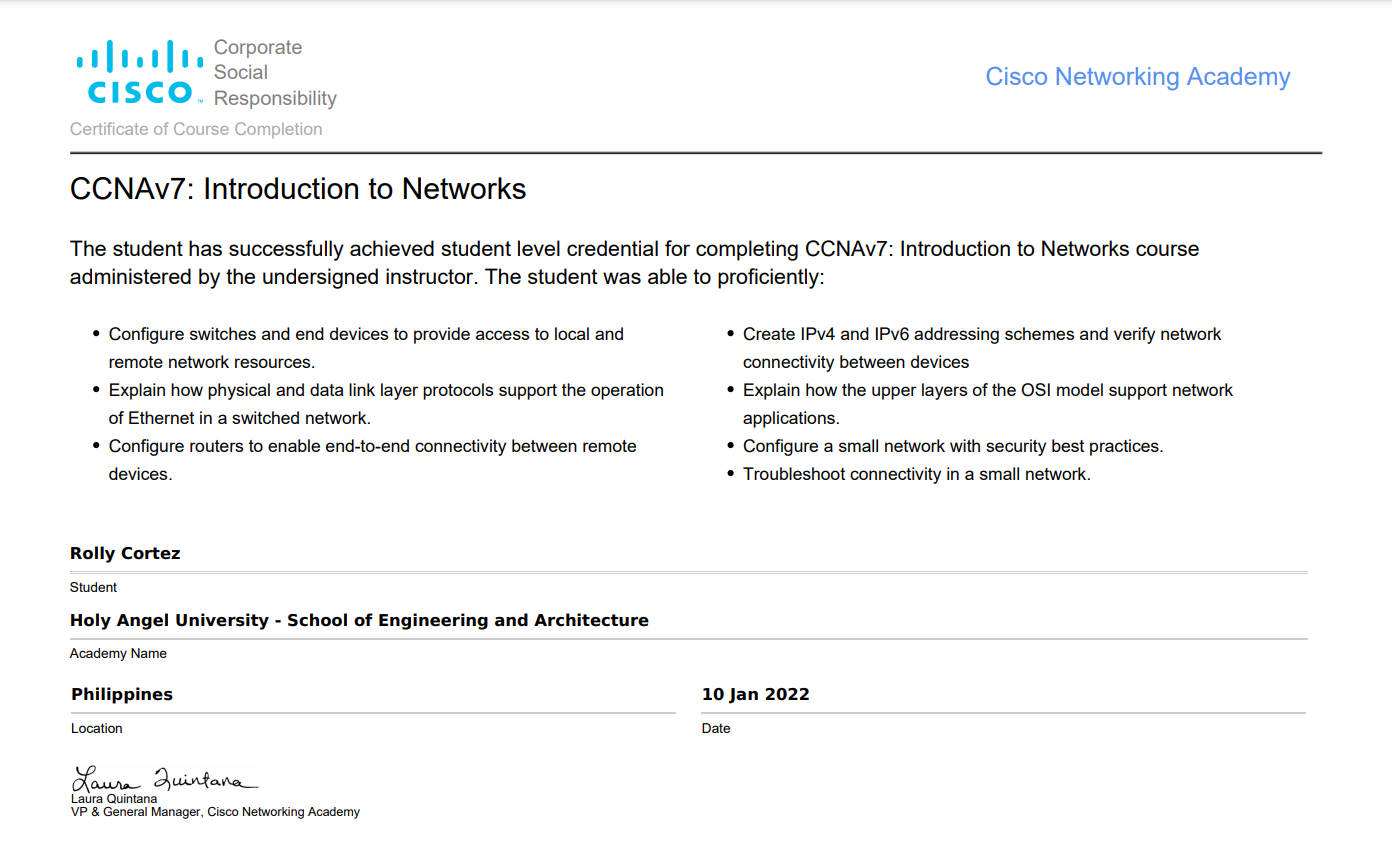 Corporate
Social
Responsibility
CISCO™
Certificate of Course Completion
Cisco Networking Academy
CCNAv7: Introduction to Networks
The student has successfully achieved student level credential for completing CCNAv7: Introduction to Networks course
administered by the undersigned instructor. The student was able to proficiently:
• Configure switches and end devices to provide access to local and
remote network resources.
• Explain how physical and data link layer protocols support the operation
of Ethernet in a switched network.
• Configure routers to enable end-to-end connectivity between remote
devices.
• Create IPv4 and IPv6 addressing schemes and verify network
connectivity between devices
• Explain how the upper layers of the OSI model support network
applications.
• Configure a small network with security best practices.
• Troubleshoot connectivity in a small network.
Rolly Cortez
Student
Holy Angel University - School of Engineering and Architecture
Academy Name
Philippines
Location
10 Jan 2022
Date
Laura Quintana
Laura Quintana
VP & General Manager, Cisco Networking Academy